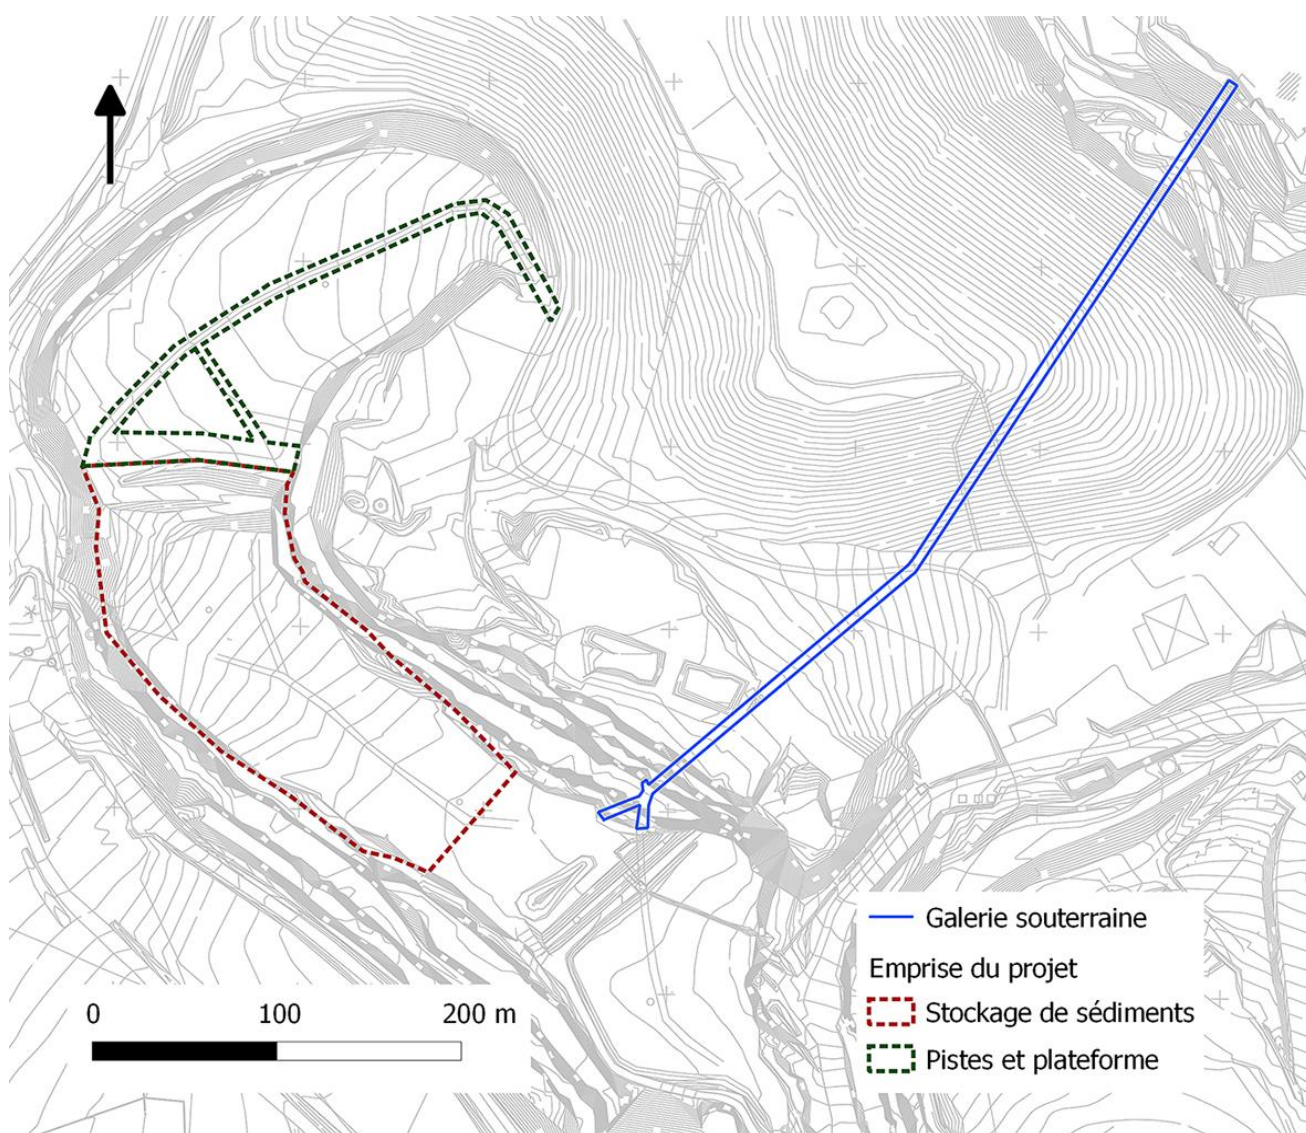 Galerie souterraine
Emprise du projet
Stockage de sédiments
Pistes et plateforme
0 100 200 m